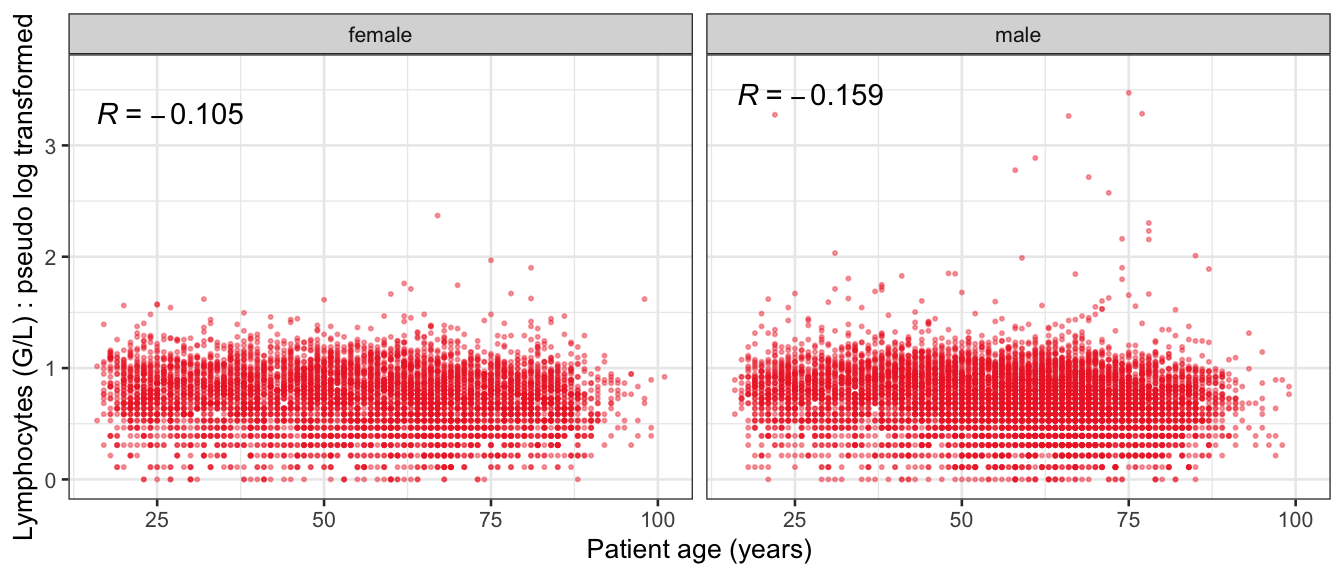 female
male
Lymphocytes (G/L) : pseudo log transformed
R = −0.105
R = −0.159
3
2
1
0
25
50
75
100
25
50
75
100
Patient age (years)